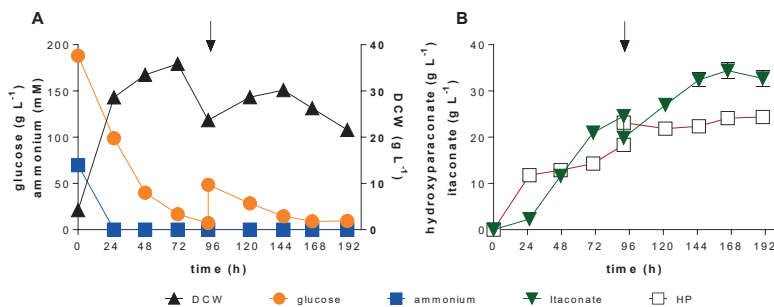 A
glucose (g L⁻¹)
ammonium (mM)
200
150
100
50
0
40
30
20
10
0
DCW (g L⁻¹)
0 24 48 72 96 120 144 168 192
time (h)
B
hydroxyparaconate (g L⁻¹)
itaconate (g L⁻¹)
40
30
20
10
0
0 24 48 72 96 120 144 168 192
time (h)
DCW glucose ammonium Itaconate HP